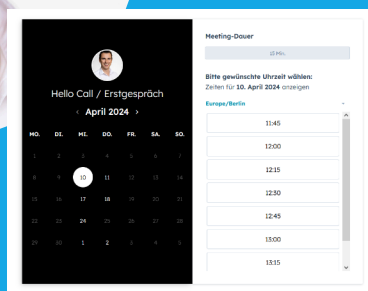 Hello Call / Erstgespräch
‹ April 2024 ›
MO. DI. MI. DO. FR. SA. SO.
1 2 3 4 5 6 7
8 9 10 11 12 13 14
15 16 17 18 19 20 21
22 23 24 25 26 27 28
29 30 1 2 3 4 5
Meeting-Dauer
15 Min.
Bitte gewünschte Uhrzeit wählen:
Zeiten für 10. April 2024 anzeigen
Europe/Berlin
11:45
12:00
12:15
12:30
12:45
13:00
13:15